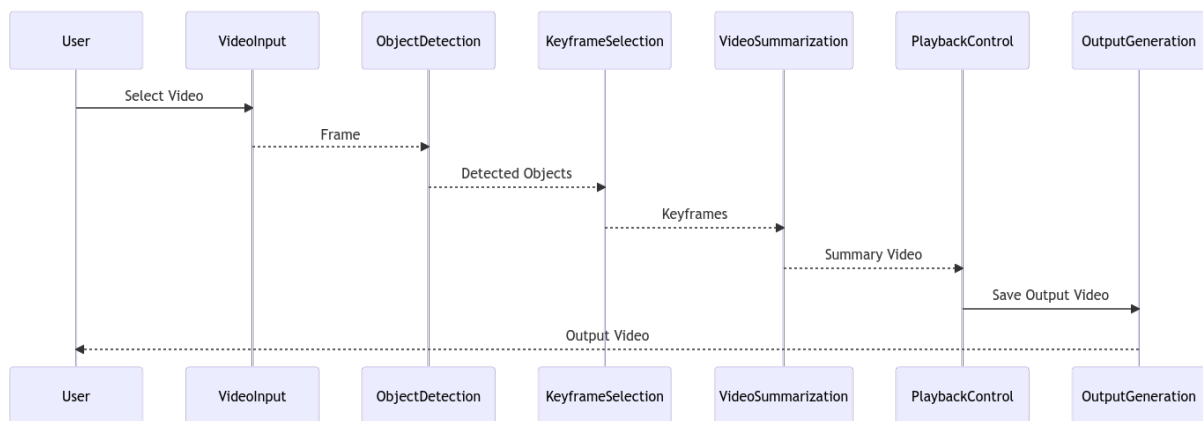 User
VideoInput
ObjectDetection
KeyframeSelection
VideoSummarization
PlaybackControl
OutputGeneration
Select Video
Frame
Detected Objects
Keyframes
Summary Video
Save Output Video
Output Video
User
VideoInput
ObjectDetection
KeyframeSelection
VideoSummarization
PlaybackControl
OutputGeneration